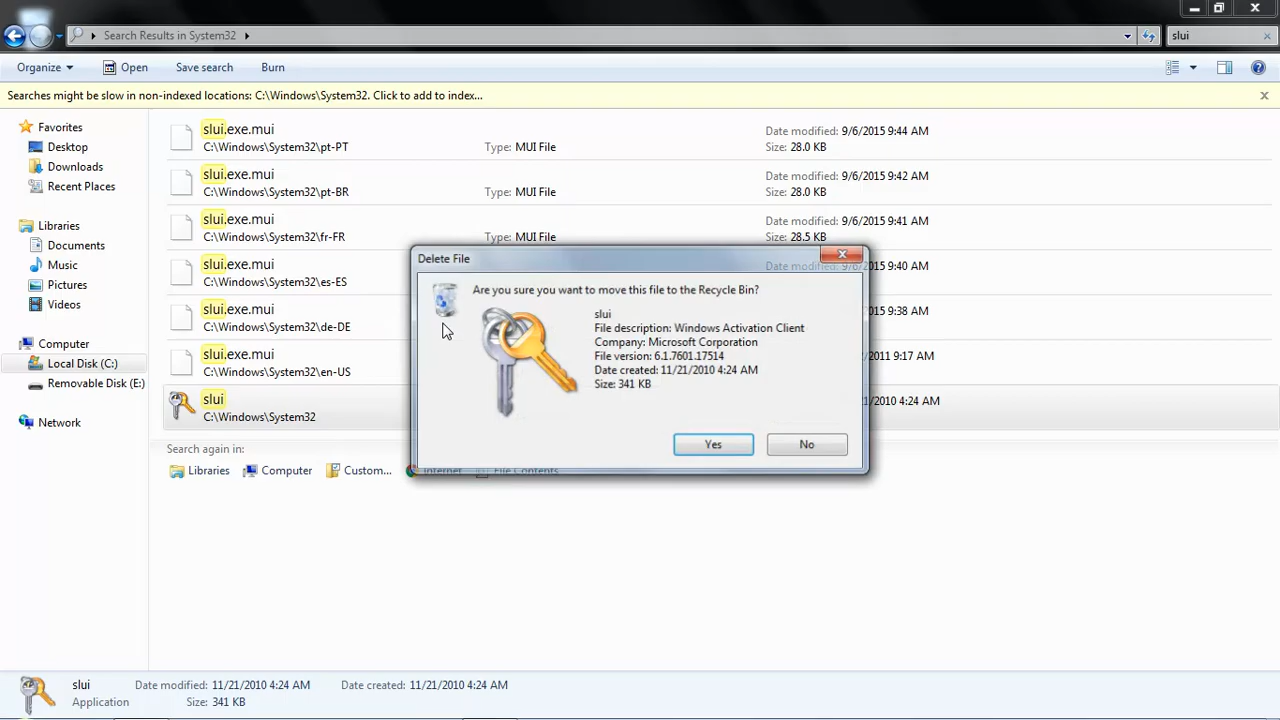 Search Results in System32
slui
Organize
Open
Save search
Burn
Searches might be slow in non-indexed locations: C:\Windows\System32. Click to add to index...
Favorites
Desktop
Downloads
Recent Places
Libraries
Documents
Music
Pictures
Videos
Computer
Local Disk (C:)
Removable Disk (E:)
Network
slui.exe.mui
C:\Windows\System32\pt-PT
Type: MUI File
Date modified: 9/6/2015 9:44 AM
Size: 28.0 KB
slui.exe.mui
C:\Windows\System32\pt-BR
Type: MUI File
Date modified: 9/6/2015 9:42 AM
Size: 28.0 KB
slui.exe.mui
C:\Windows\System32\fr-FR
Type: MUI File
Date modified: 9/6/2015 9:41 AM
Size: 28.5 KB
slui.exe.mui
C:\Windows\System32\es-ES
Date modified: 9/6/2015 9:40 AM
slui.exe.mui
C:\Windows\System32\de-DE
5 9:38 AM
slui.exe.mui
C:\Windows\System32\en-US
2011 9:17 AM
slui
C:\Windows\System32
1/2010 4:24 AM
Search again in:
Libraries
Computer
Custom...
Internet
File Contents
Delete File
Are you sure you want to move this file to the Recycle Bin?
slui
File description: Windows Activation Client
Company: Microsoft Corporation
File version: 6.1.7601.17514
Date created: 11/21/2010 4:24 AM
Size: 341 KB
Yes
No
slui
Date modified: 11/21/2010 4:24 AM
Date created: 11/21/2010 4:24 AM
Application
Size: 341 KB